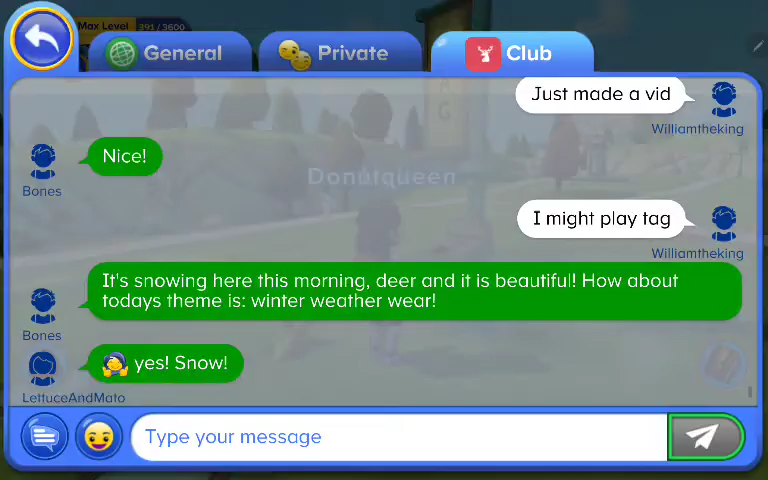 Max Level 391/3600
General
Private
Club
Just made a vid
Williamtheking
Nice!
Bones
Donutqueen
I might play tag
Williamtheking
It's snowing here this morning, deer and it is beautiful! How about
todays theme is: winter weather wear!
Bones
yes! Snow!
LettuceAndMato
Type your message